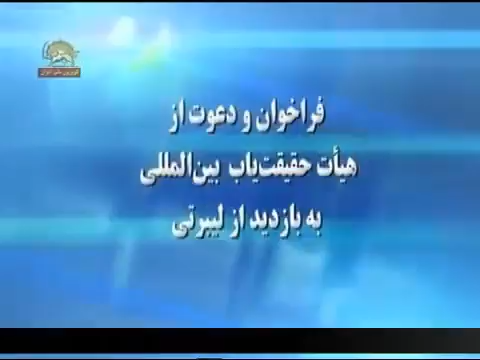 فراخوان و دعوت از
هیأت حقیقت‌یاب بین‌المللی
به بازدید از لیبرتی